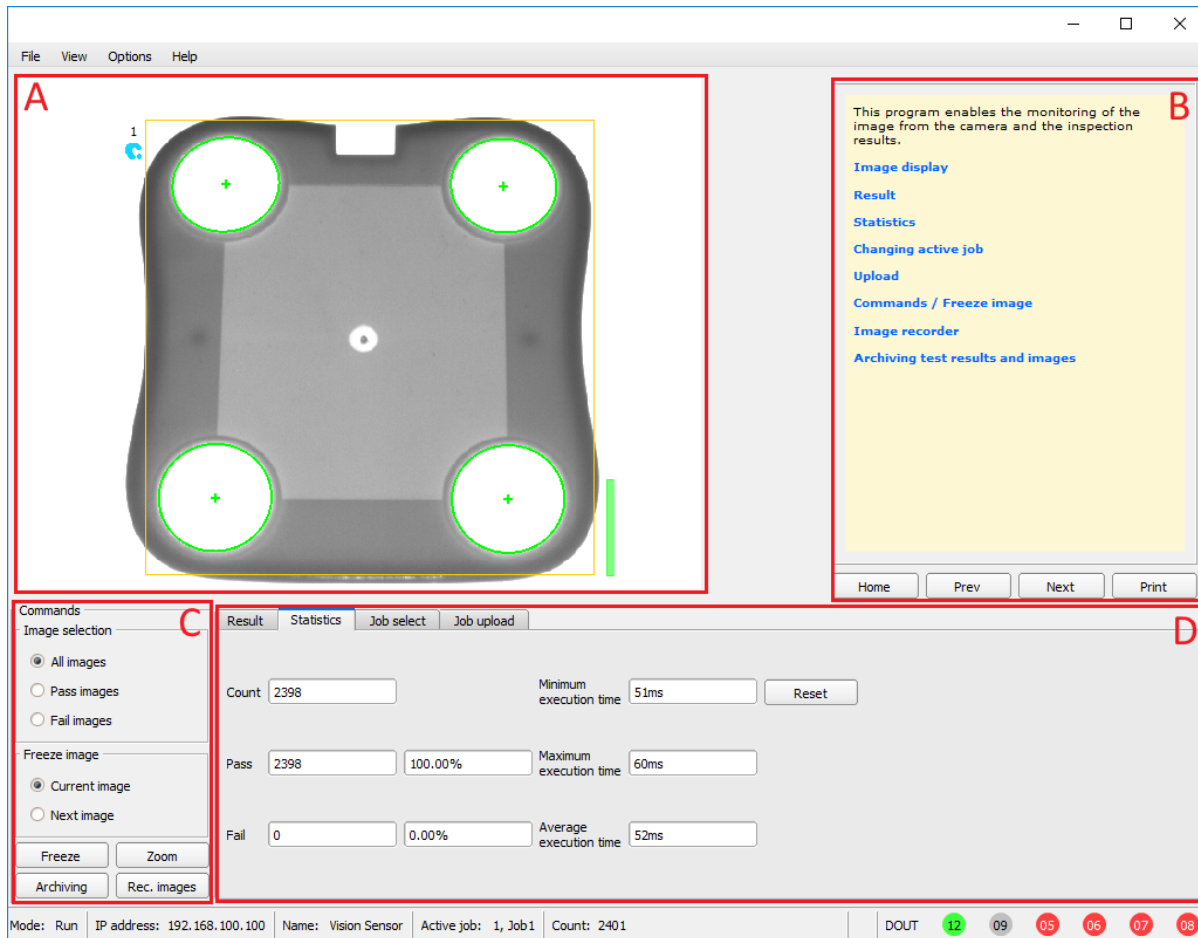 File View Options Help
A
1
B
This program enables the monitoring of the
image from the camera and the inspection
results.
Image display
Result
Statistics
Changing active job
Upload
Commands / Freeze image
Image recorder
Archiving test results and images
Home Prev Next Print
Commands
C
Image selection
All images
Pass images
Fail images
Freeze image
Current image
Next image
Freeze Zoom
Archiving Rec. images
Result Statistics Job select Job upload
D
Count 2398
Minimum
execution time 51ms Reset
Pass 2398 100.00%
Maximum
execution time 60ms
Fail 0 0.00%
Average
execution time 52ms
Mode: Run IP address: 192.168.100.100 Name: Vision Sensor Active job: 1, Job1 Count: 2401 DOUT 12 09 05 06 07 08